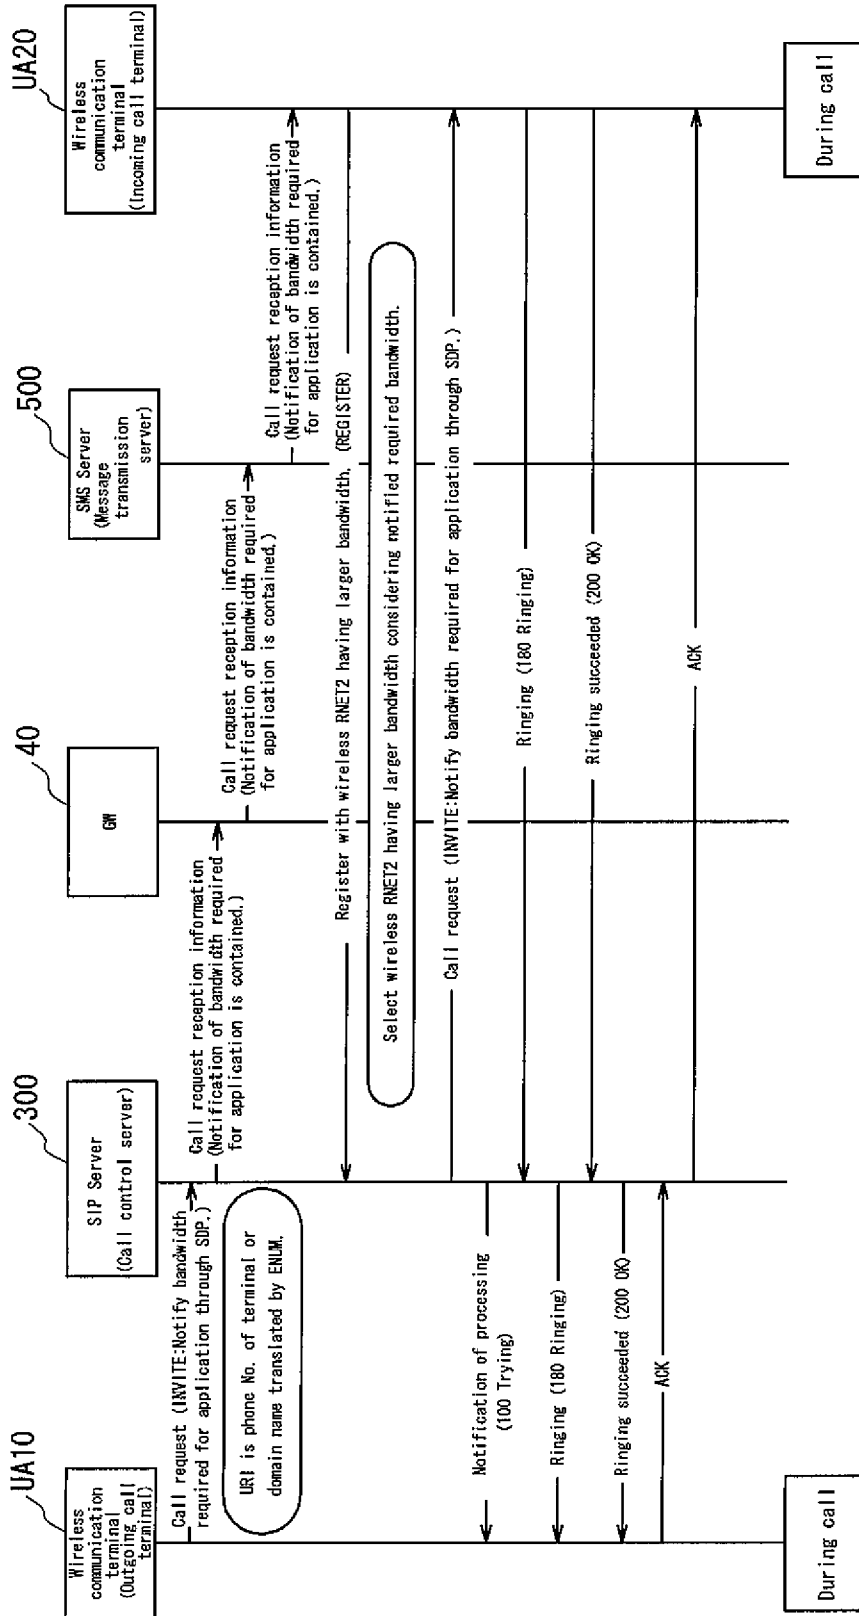 UA10
Wireless
communication
terminal
(Outgoing call
terminal)
300
SIP Server
(Call control server)
40
GW
500
SMS Server
(Message
transmission
server)
UA20
Wireless
communication
terminal
(Incoming call terminal)
Call request (INVITE:Notify bandwidth
required for application through SDP.)
URI is phone No. of terminal or
domain name translated by ENUM.
Call request reception information
(Notification of bandwidth required
for application is contained.)
Call request reception information
(Notification of bandwidth required
for application is contained.)
Call request reception information
(Notification of bandwidth required
for application is contained.)
Register with wireless RNET2 having larger bandwidth. (REGISTER)
Select wireless RNET2 having larger bandwidth considering notified required bandwidth.
Call request (INVITE:Notify bandwidth required for application through SDP.)
Notification of processing
(100 Trying)
Ringing (180 Ringing)
Ringing (180 Ringing)
Ringing succeeded (200 OK)
Ringing succeeded (200 OK)
ACK
ACK
During call
During call